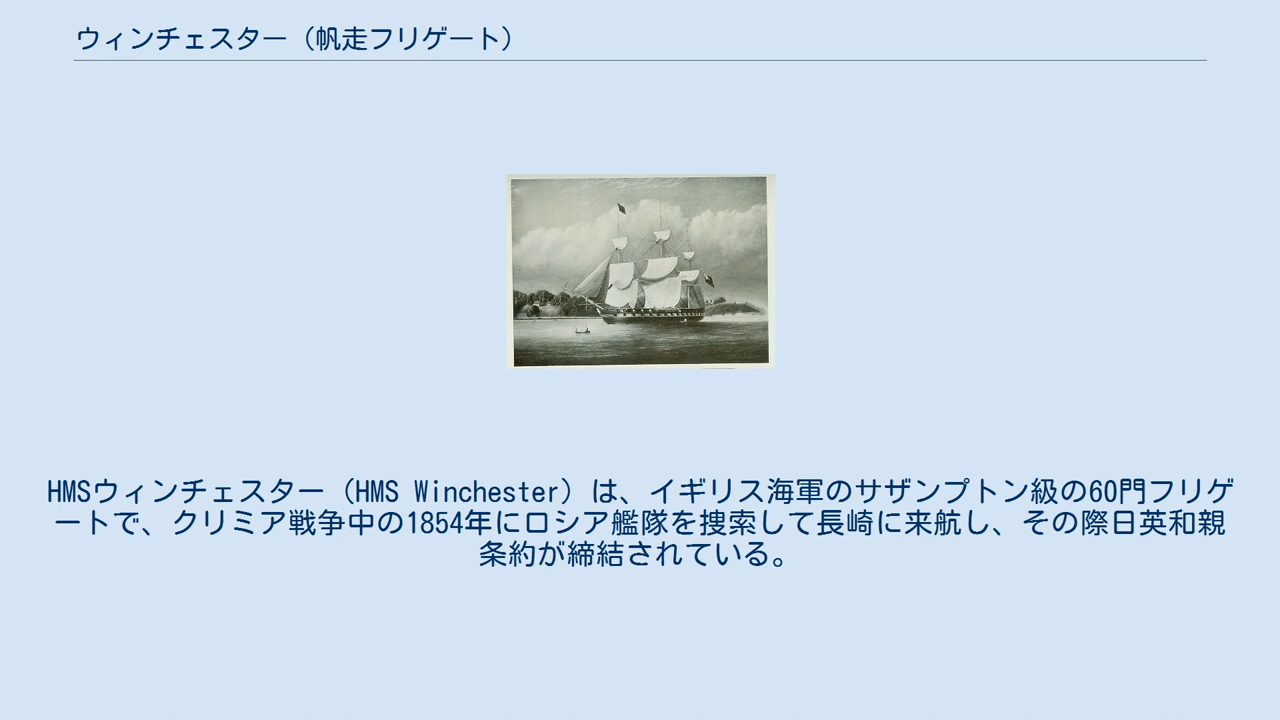 ウィンチェスター（帆走フリゲート）
HMSウィンチェスター（HMS Winchester）は、イギリス海軍のサザンプトン級の60門フリゲ
ートで、クリミア戦争中の1854年にロシア艦隊を捜索して長崎に来航し、その際日英和親
条約が締結されている。